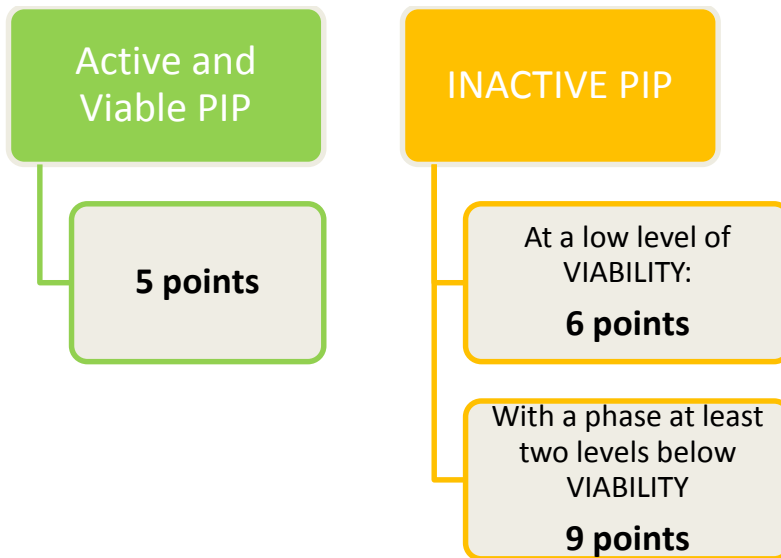 Active and
Viable PIP
5 points
INACTIVE PIP
At a low level of
VIABILITY:
6 points
With a phase at least
two levels below
VIABILITY
9 points